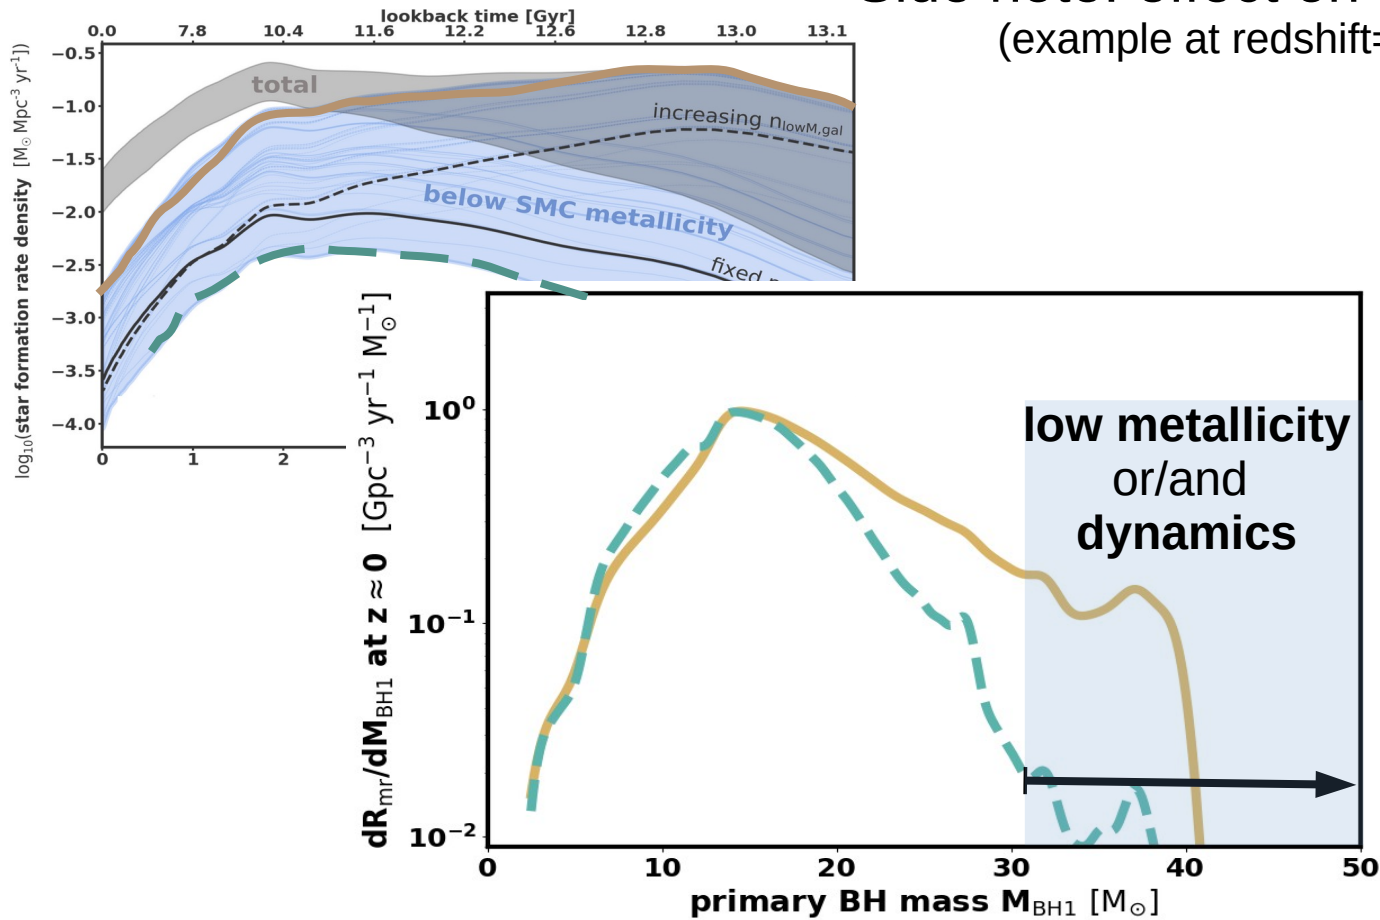 (example at redshift=
lookback time [Gyr]
0.0 7.8 10.4 11.6 12.2 12.6 12.8 13.0 13.1
log₁₀(star formation rate density [M⊙ Mpc⁻³ yr⁻¹])
−0.5
−1.0
−1.5
−2.0
−2.5
−3.0
−3.5
−4.0
total
increasing n_lowM,gal
below SMC metallicity
fixed
0 1 2
dR_mr/dM_BH1 at z ≈ 0 [Gpc⁻³ yr⁻¹ M⊙⁻¹]
10⁰
10⁻¹
10⁻²
low metallicity
or/and
dynamics
0 10 20 30 40 50
primary BH mass M_BH1 [M⊙]